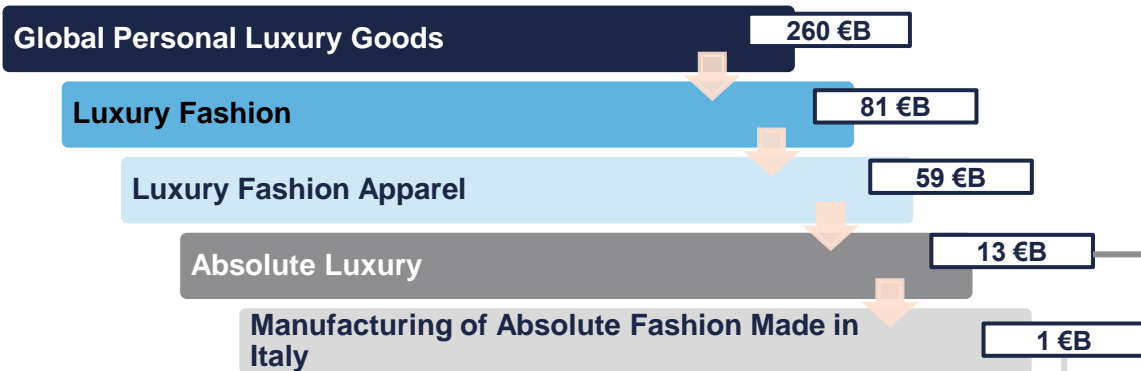 Global Personal Luxury Goods
260 €B
Luxury Fashion
81 €B
Luxury Fashion Apparel
59 €B
Absolute Luxury
13 €B
Manufacturing of Absolute Fashion Made in
Italy
1 €B